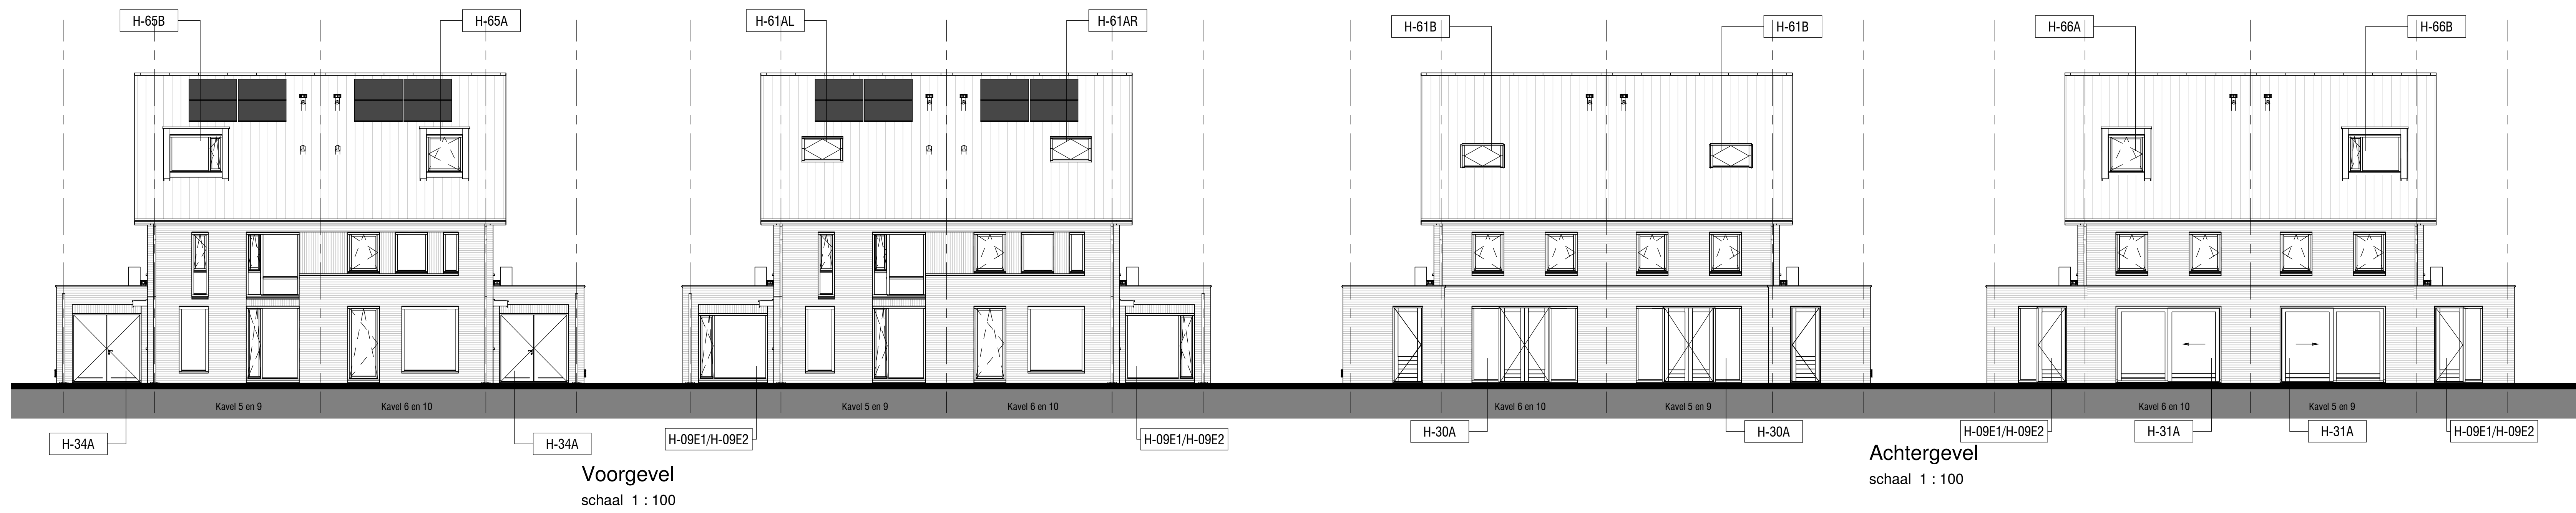 H-65B
H-65A
H-61AL
H-61AR
H-61B
H-61B
H-66A
H-66B
Kavel 5 en 9
Kavel 6 en 10
Kavel 5 en 9
Kavel 6 en 10
Kavel 6 en 10
Kavel 5 en 9
Kavel 6 en 10
Kavel 5 en 9
H-34A
H-34A
H-09E1/H-09E2
H-09E1/H-09E2
H-30A
H-30A
H-09E1/H-09E2
H-31A
H-31A
H-09E1/H-09E2
Voorgevel
schaal 1 : 100
Achtergevel
schaal 1 : 100